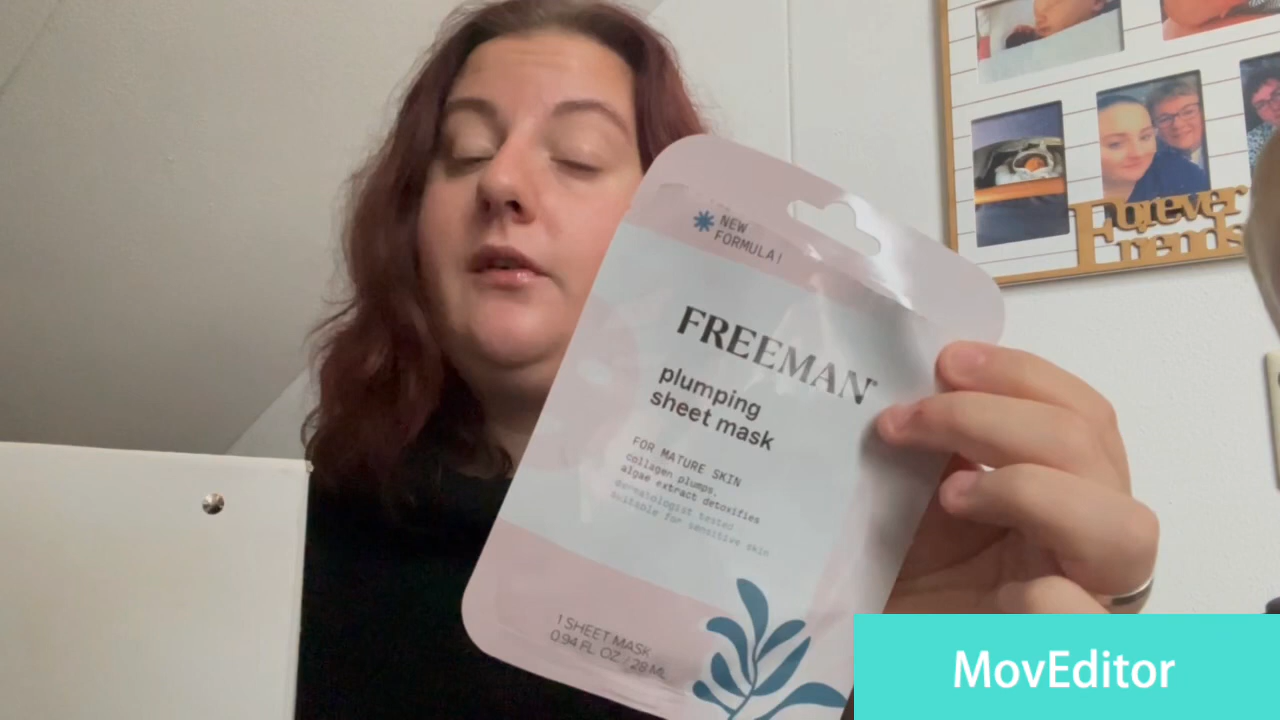 NEW
FORMULA!
FREEMAN
plumping
sheet mask
FOR MATURE SKIN
collagen plumps,
algae extract detoxifies
dermatologist tested
suitable for sensitive skin
1 SHEET MASK
0.94 FL OZ / 28 ML
Forever
Friends
MovEditor